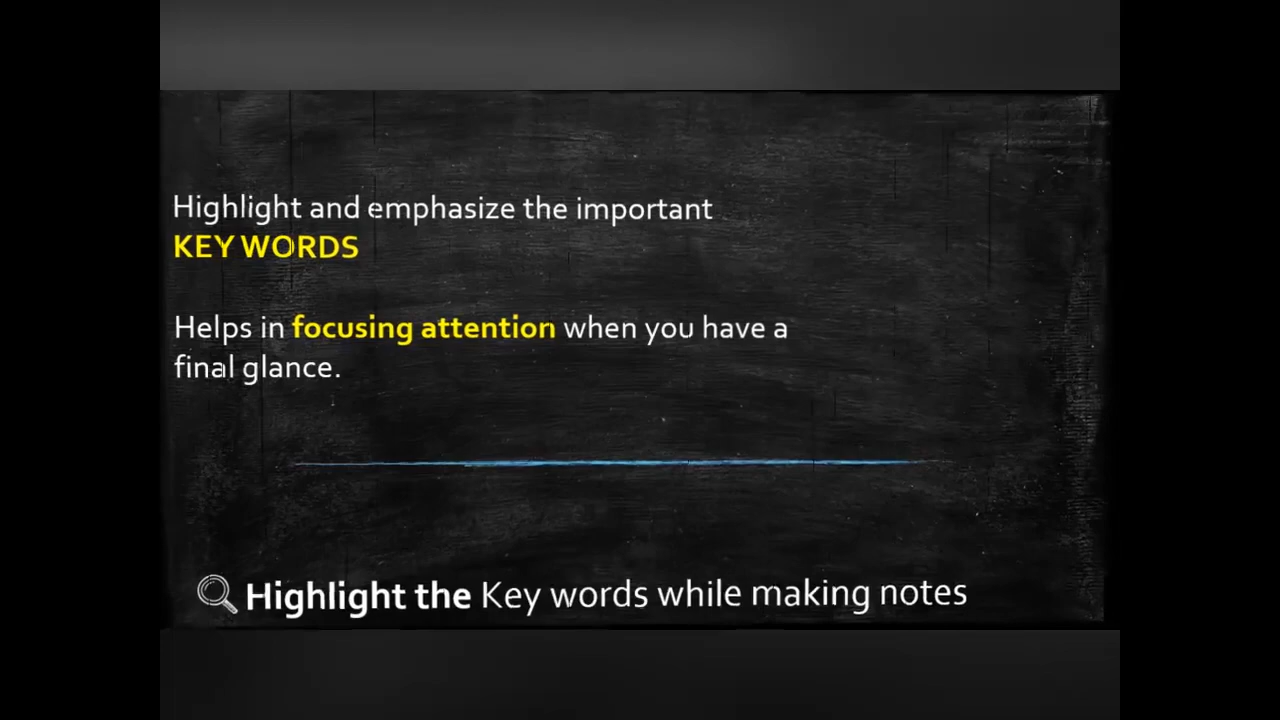 Highlight and emphasize the important
KEY WORDS
Helps in focusing attention when you have a
final glance.
Highlight the Key words while making notes